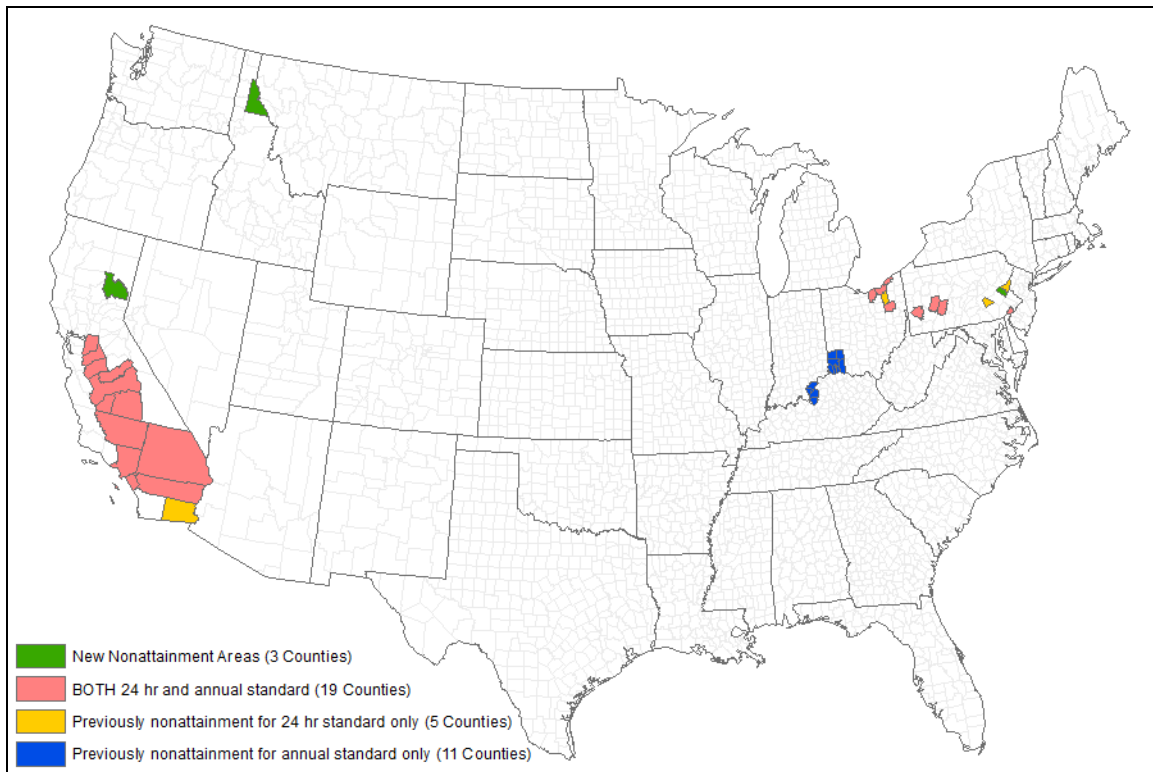 New Nonattainment Areas (3 Counties)
BOTH 24 hr and annual standard (19 Counties)
Previously nonattainment for 24 hr standard only (5 Counties)
Previously nonattainment for annual standard only (11 Counties)